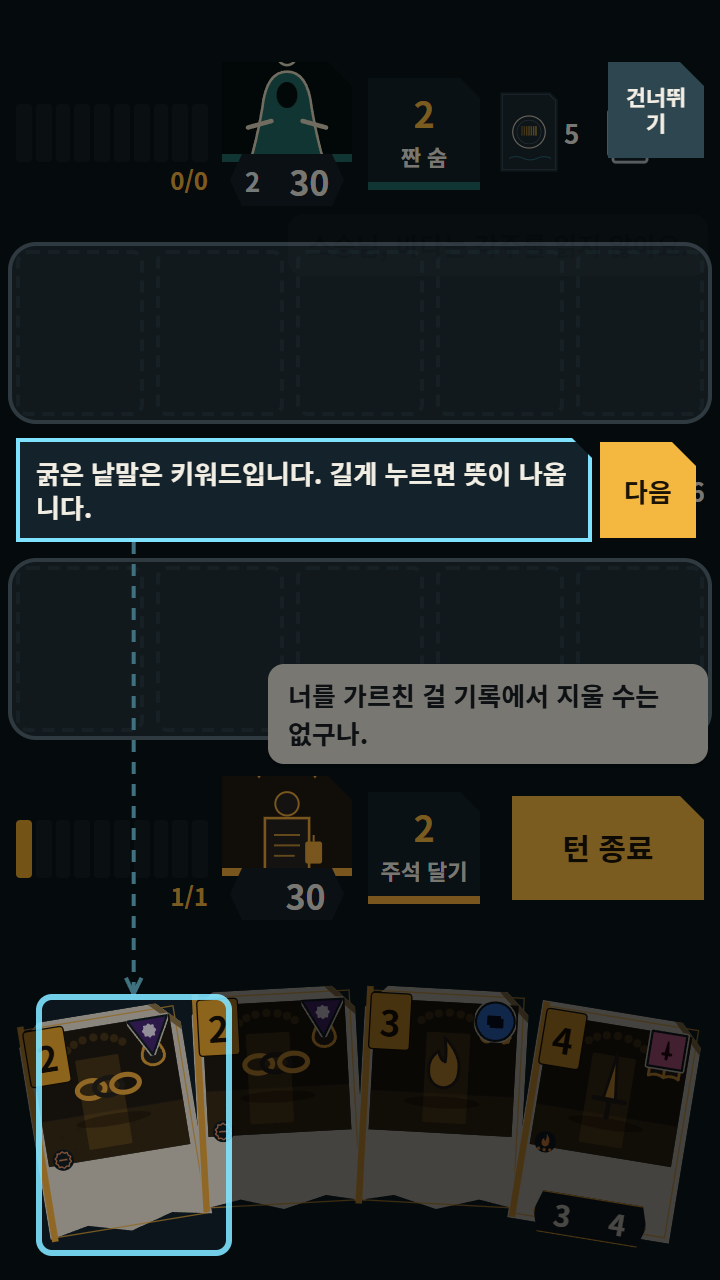 건너뛰
기
2
짠 숨
5
0/0
2 30
굵은 낱말은 키워드입니다. 길게 누르면 뜻이 나옵
니다.
다음
6
너를 가르친 걸 기록에서 지울 수는
없구나.
2
주석 달기
턴 종료
1/1
30
2
2
3
4
3 4